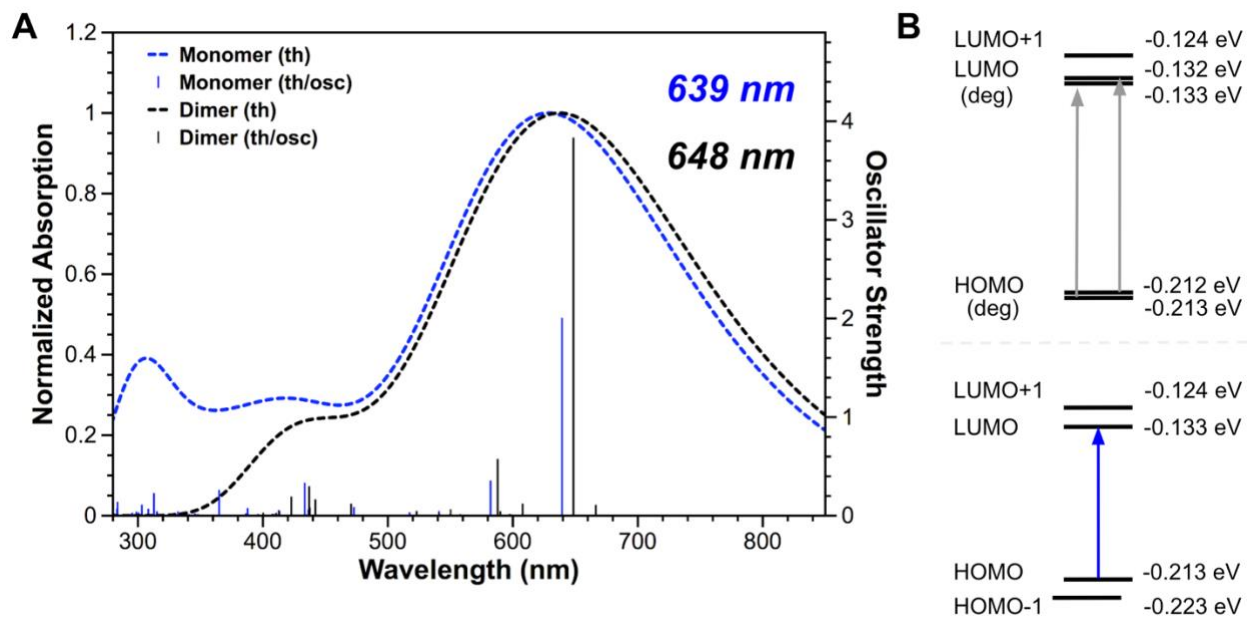 A
1.2
1
0.8
0.6
0.4
0.2
0
Normalized Absorption
Monomer (th)
Monomer (th/osc)
Dimer (th)
Dimer (th/osc)
639 nm
648 nm
4
3
2
1
0
Oscillator Strength
300 400 500 600 700 800
Wavelength (nm)
B
LUMO+1 -0.124 eV
LUMO -0.132 eV
(deg) -0.133 eV
HOMO -0.212 eV
(deg) -0.213 eV
LUMO+1 -0.124 eV
LUMO -0.133 eV
HOMO -0.213 eV
HOMO-1 -0.223 eV